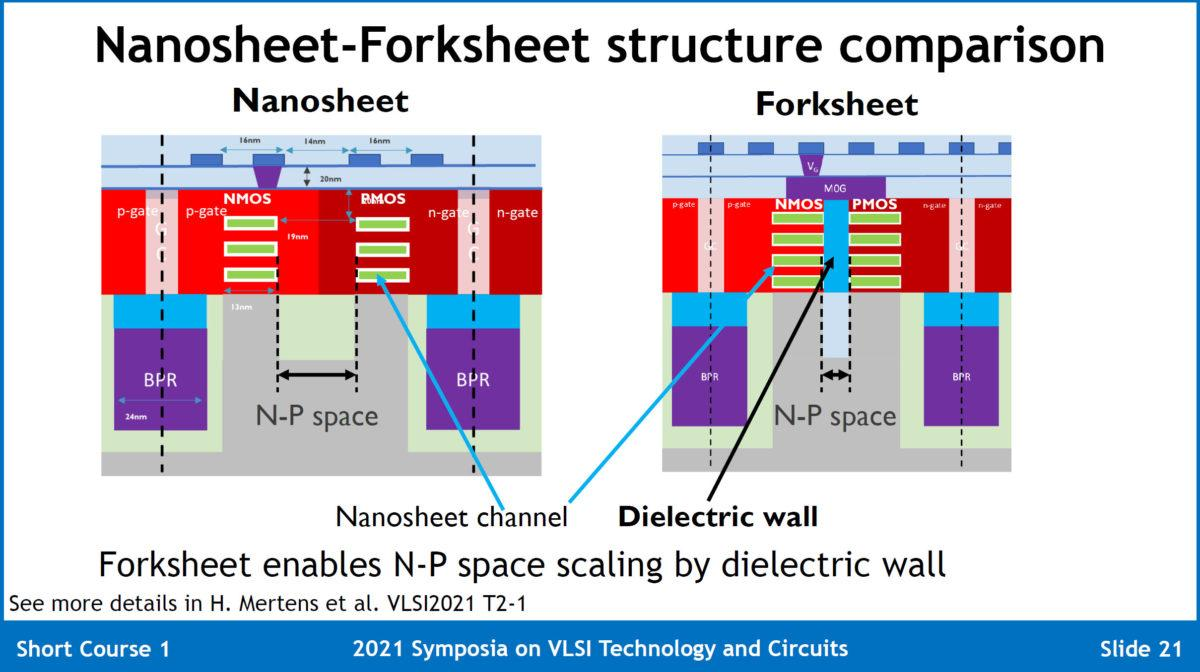 Nanosheet-Forksheet structure comparison
Nanosheet
Forksheet
16nm
14nm
16nm
20nm
NMOS
PMOS
p-gate
p-gate
n-gate
n-gate
19nm
C
C
13nm
BPR
BPR
24nm
N-P space
VG
M0G
NMOS
PMOS
p-gate
p-gate
n-gate
n-gate
BPR
BPR
N-P space
Nanosheet channel
Dielectric wall
Forksheet enables N-P space scaling by dielectric wall
See more details in H. Mertens et al. VLSI2021 T2-1
Short Course 1
2021 Symposia on VLSI Technology and Circuits
Slide 21